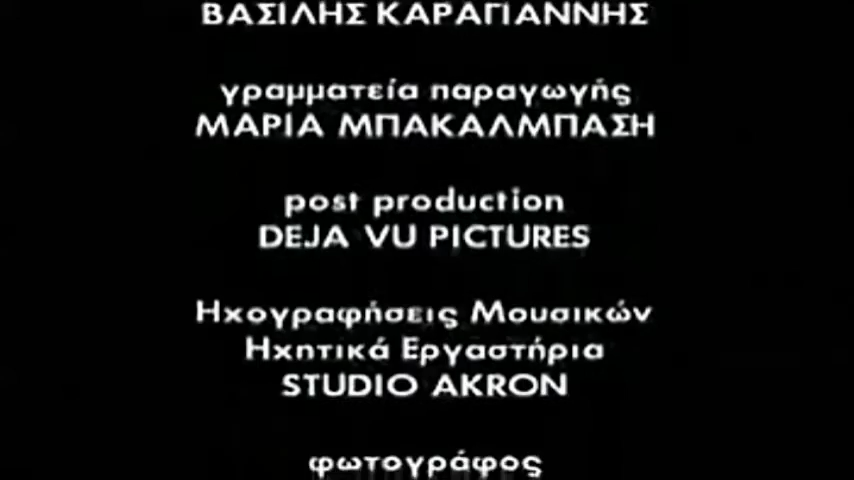 ΒΑΣΙΛΗΣ ΚΑΡΑΓΙΑΝΝΗΣ
γραμματεία παραγωγής
ΜΑΡΙΑ ΜΠΑΚΑΛΜΠΑΣΗ
post production
DEJA VU PICTURES
Ηχογραφήσεις Μουσικών
Ηχητικά Εργαστήρια
STUDIO AKRON
φωτογράφος